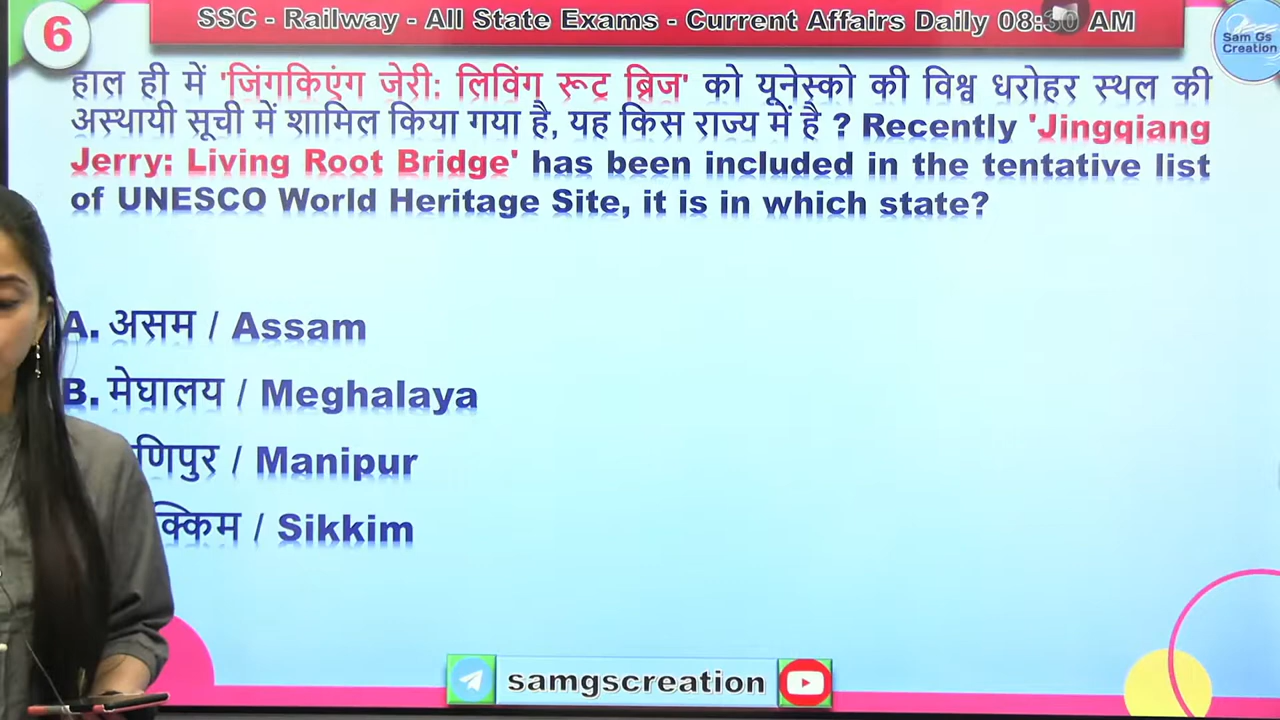 6
SSC - Railway - All State Exams - Current Affairs Daily 08:30 AM
Sam Gs
Creation
हाल ही में 'जिंगकिएंग जेरी: लिविंग रूट ब्रिज' को यूनेस्को की विश्व धरोहर स्थल की
अस्थायी सूची में शामिल किया गया है, यह किस राज्य में है ? Recently 'Jingqiang
Jerry: Living Root Bridge' has been included in the tentative list
of UNESCO World Heritage Site, it is in which state?
A. असम / Assam
B. मेघालय / Meghalaya
/ Manipur
/ Sikkim
samgscreation